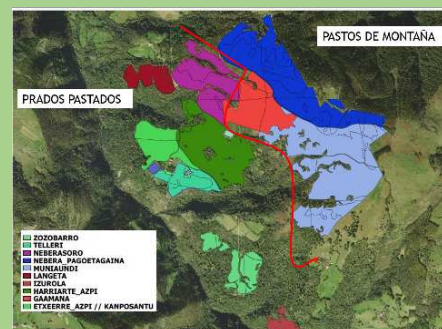 PASTOS DE MONTAÑA
PRADOS PASTADOS
ZOZOBARRO
TELLERI
NEBERASORO
NEBERA_PAGOETAGAINA
MUNIAUNDI
LANGETA
IZUROLA
HARRIARTE_AZPI
GAAMANA
ETXEERRE_AZPI // KANPOSANTU